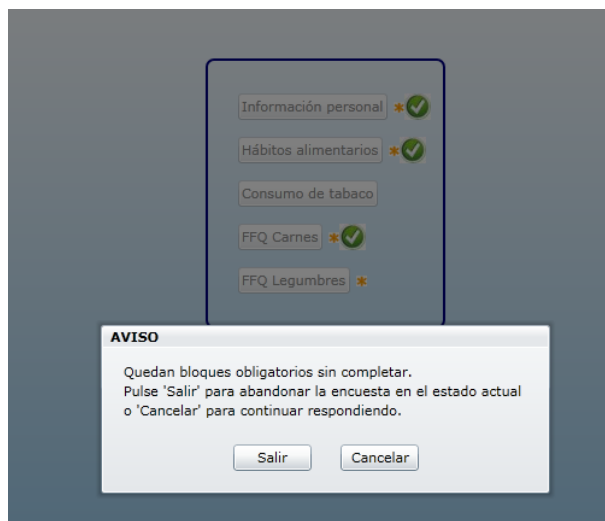 Información personal *
Hábitos alimentarios *
Consumo de tabaco
FFQ Carnes *
FFQ Legumbres *
AVISO
Quedan bloques obligatorios sin completar.
Pulse 'Salir' para abandonar la encuesta en el estado actual
o 'Cancelar' para continuar respondiendo.
Salir Cancelar